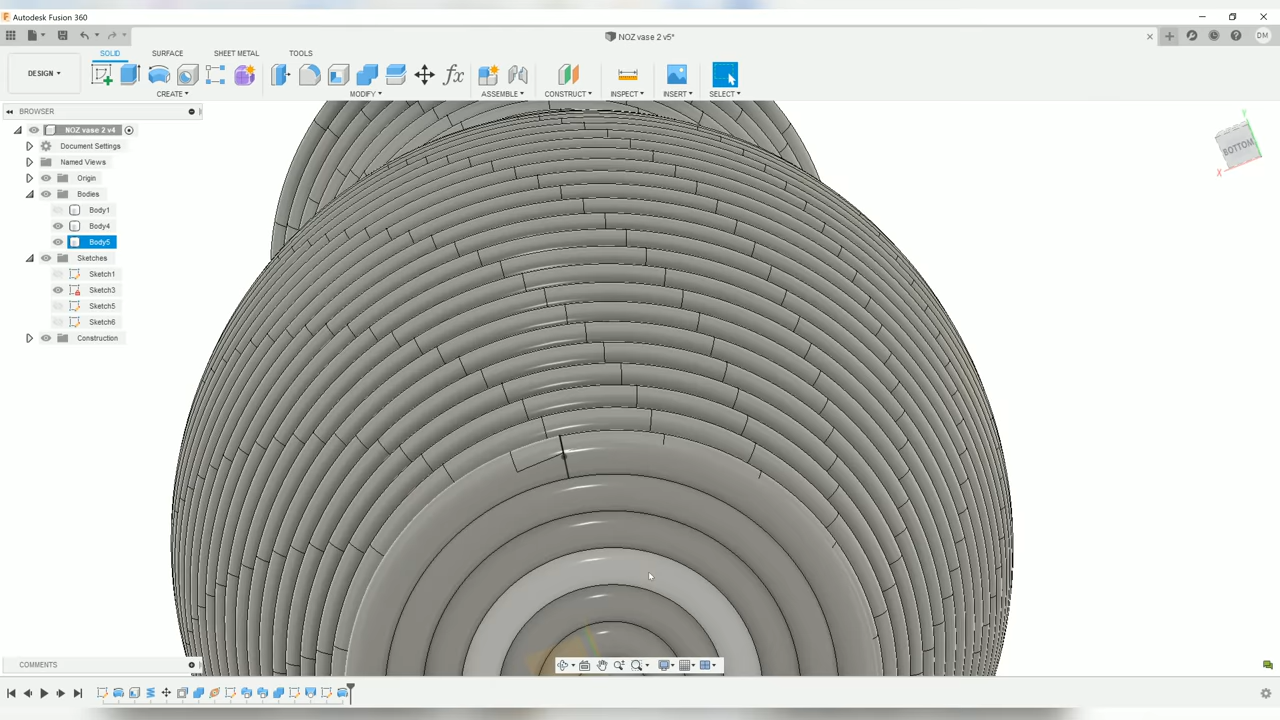 Autodesk Fusion 360
NOZ vase 2 v5*
DM
DESIGN
SOLID SURFACE SHEET METAL TOOLS
CREATE MODIFY ASSEMBLE CONSTRUCT INSPECT INSERT SELECT
BROWSER
NOZ vase 2 v4
Document Settings
Named Views
Origin
Bodies
Body1
Body4
Body5
Sketches
Sketch1
Sketch3
Sketch5
Sketch6
Construction
Y
BOTTOM
X
COMMENTS